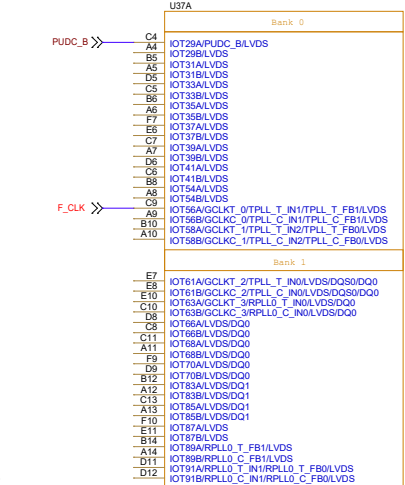 U37A
Bank 0
PUDC_B C4 IOT29A/PUDC_B/LVDS
A4 IOT29B/LVDS
B5 IOT31A/LVDS
A5 IOT31B/LVDS
D5 IOT33A/LVDS
C5 IOT33B/LVDS
B6 IOT35A/LVDS
A6 IOT35B/LVDS
F7 IOT37A/LVDS
E6 IOT37B/LVDS
C7 IOT39A/LVDS
A7 IOT39B/LVDS
D6 IOT41A/LVDS
C6 IOT41B/LVDS
B8 IOT54A/LVDS
A8 IOT54B/LVDS
F_CLK C9 IOT56A/GCLKT_0/TPLL_T_IN1/TPLL_T_FB1/LVDS
A9 IOT56B/GCLKC_0/TPLL_C_IN1/TPLL_C_FB1/LVDS
B10 IOT58A/GCLKT_1/TPLL_T_IN2/TPLL_T_FB0/LVDS
A10 IOT58B/GCLKC_1/TPLL_C_IN2/TPLL_C_FB0/LVDS
Bank 1
E7 IOT61A/GCLKT_2/TPLL_T_IN0/LVDS/DQS0/DQ0
E8 IOT61B/GCLKC_2/TPLL_C_IN0/LVDS/DQS0/DQ0
E10 IOT63A/GCLKT_3/RPLL0_T_IN0/LVDS/DQ0
C10 IOT63B/GCLKC_3/RPLL0_C_IN0/LVDS/DQ0
D8 IOT66A/LVDS/DQ0
C8 IOT66B/LVDS/DQ0
C11 IOT68A/LVDS/DQ0
A11 IOT68B/LVDS/DQ0
F9 IOT70A/LVDS/DQ0
D9 IOT70B/LVDS/DQ0
B12 IOT83A/LVDS/DQ1
A12 IOT83B/LVDS/DQ1
C13 IOT85A/LVDS/DQ1
A13 IOT85B/LVDS/DQ1
F10 IOT87A/LVDS
E11 IOT87B/LVDS
B14 IOT89A/RPLL0_T_FB1/LVDS
A14 IOT89B/RPLL0_C_FB1/LVDS
D11 IOT91A/RPLL0_T_IN1/RPLL0_T_FB0/LVDS
D12 IOT91B/RPLL0_C_IN1/RPLL0_C_FB0/LVDS